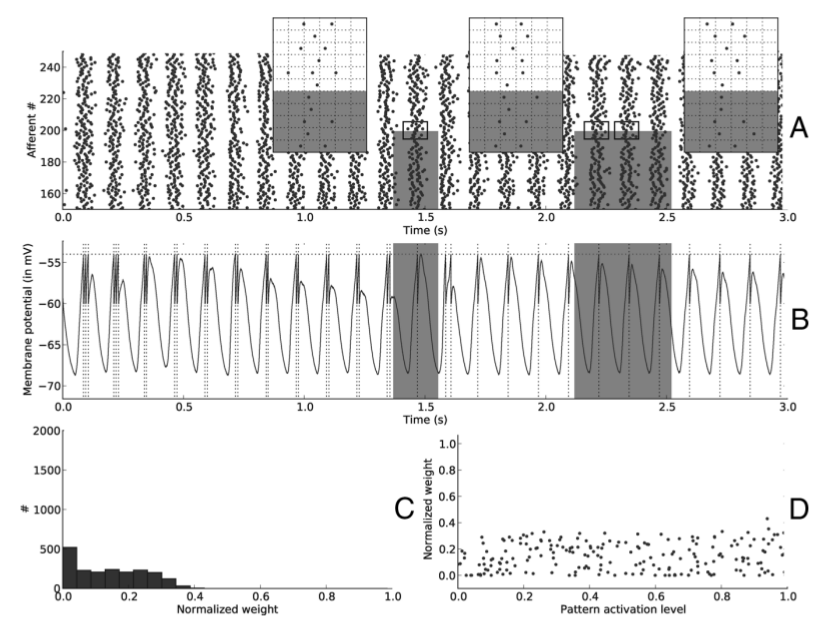 240
220
200
180
160
Afferent #
0.0 0.5 1.0 1.5 2.0 2.5 3.0
Time (s)
A
−55
−60
−65
−70
Membrane potential (in mV)
0.0 0.5 1.0 1.5 2.0 2.5 3.0
Time (s)
B
2000
1500
1000
500
0
#
0.0 0.2 0.4 0.6 0.8 1.0
Normalized weight
C
1.0
0.8
0.6
0.4
0.2
0.0
Normalized weight
0.0 0.2 0.4 0.6 0.8 1.0
Pattern activation level
D